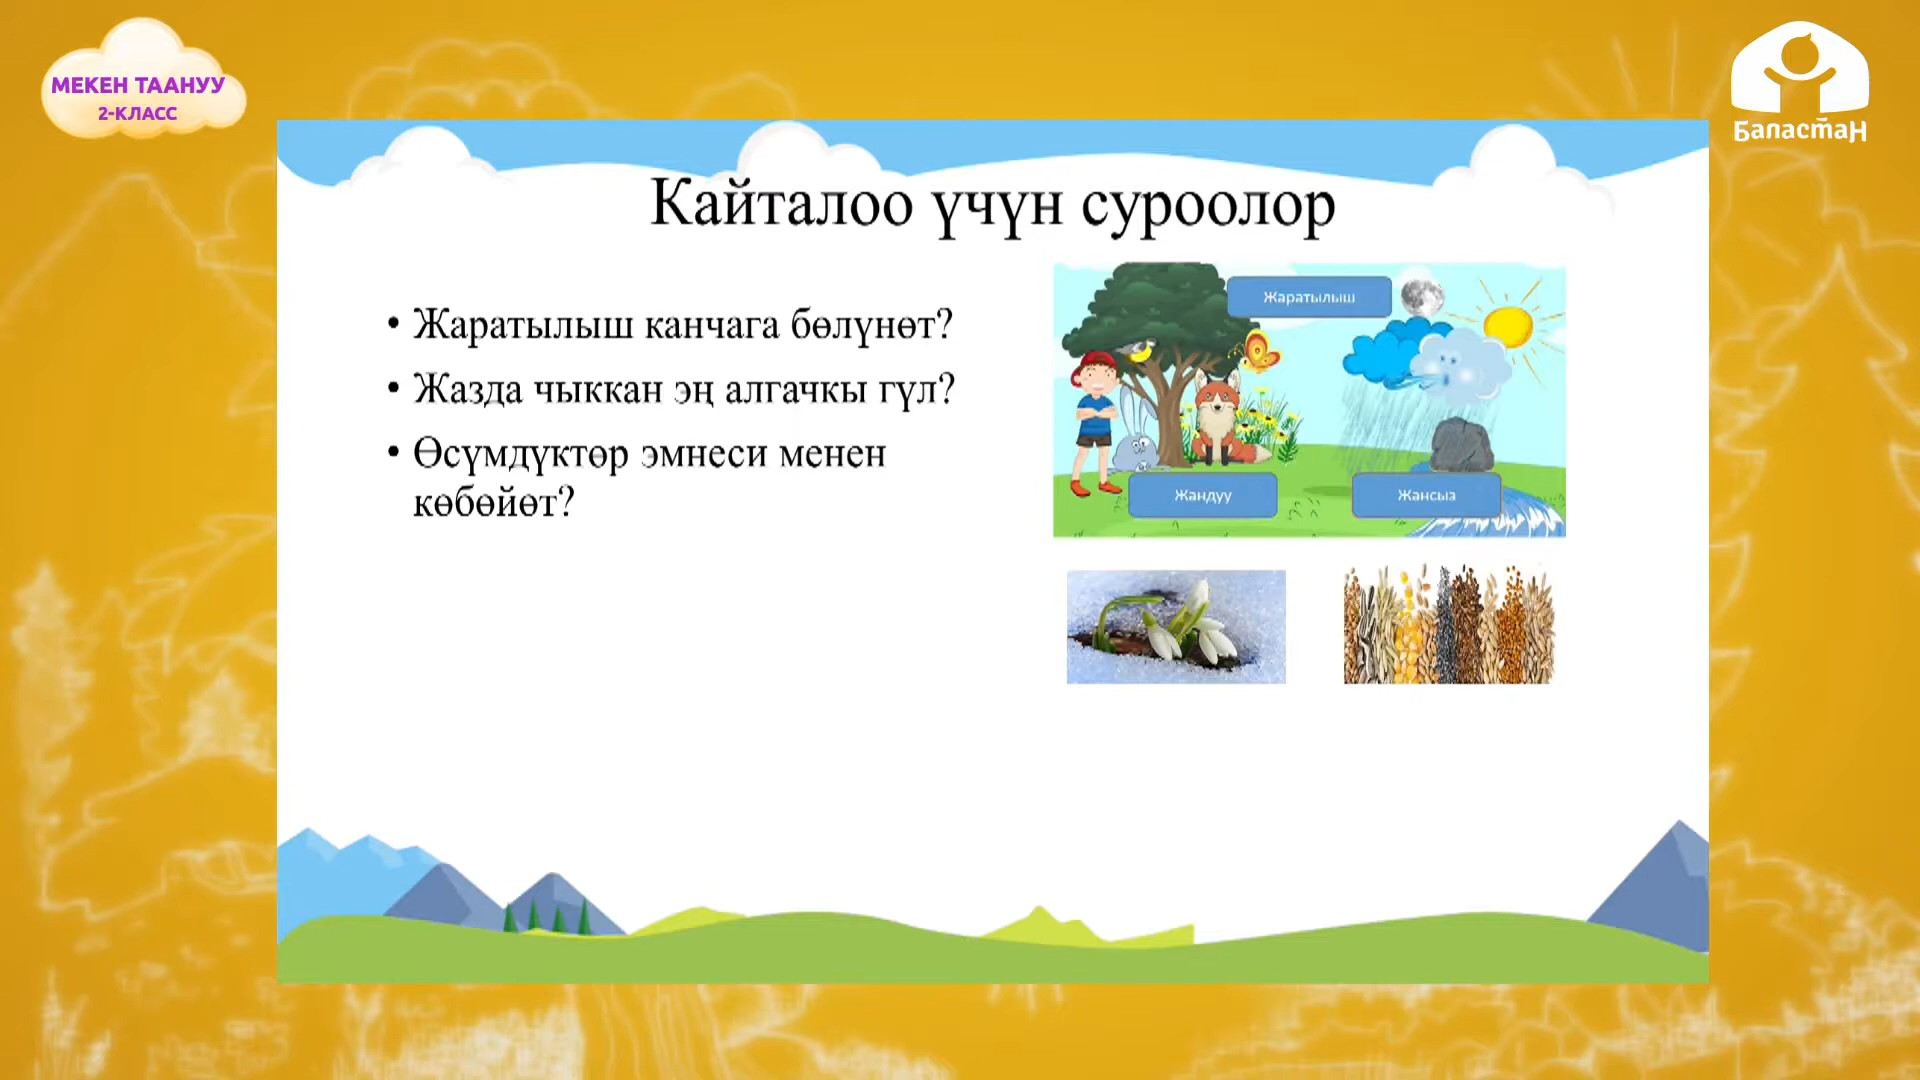 МЕКЕН ТААНУУ
2-КЛАСС
Баластан
Кайталоо үчүн суроолор
• Жаратылыш канчага бөлүнөт?
• Жазда чыккан эң алгачкы гүл?
• Өсүмдүктөр эмнеси менен
көбөйөт?
Жаратылыш
Жандуу
Жансыз